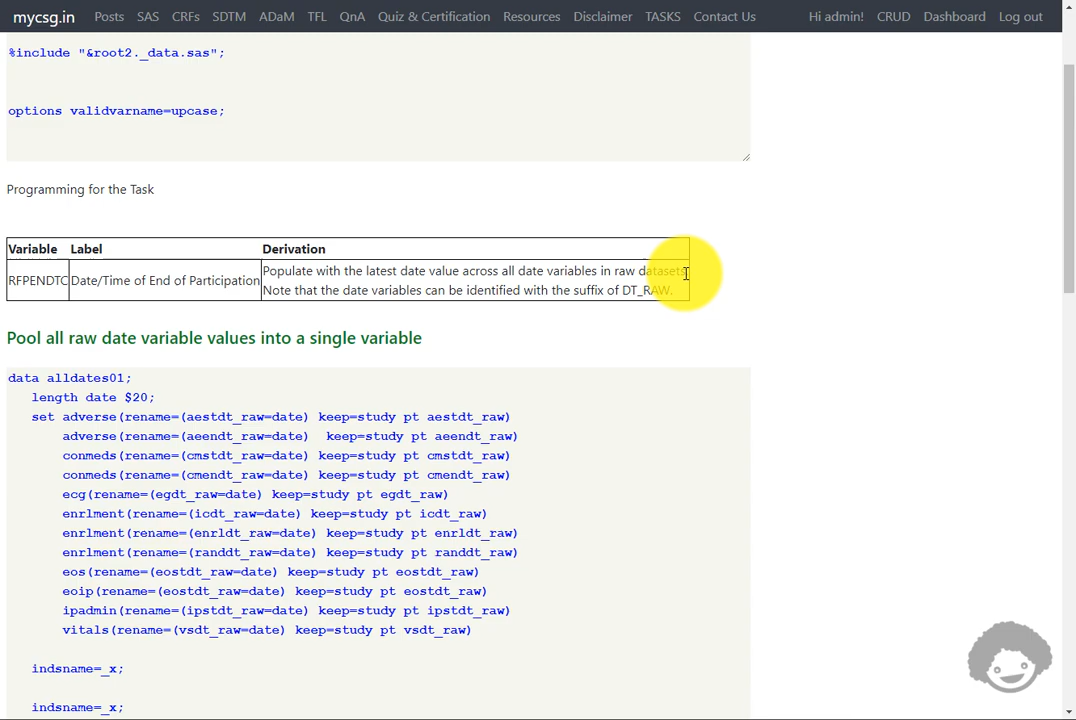 mycsg.in Posts SAS CRFs SDTM ADaM TFL QnA Quiz & Certification Resources Disclaimer TASKS Contact Us Hi admin! CRUD Dashboard Log out
%include "&root2._data.sas";
options validvarname=upcase;
Programming for the Task
Variable Label Derivation
RFPENDTC Date/Time of End of Participation Populate with the latest date value across all date variables in raw datasets
Note that the date variables can be identified with the suffix of DT_RAW.
Pool all raw date variable values into a single variable
data alldates01;
length date $20;
set adverse(rename=(aestdt_raw=date) keep=study pt aestdt_raw)
adverse(rename=(aeendt_raw=date) keep=study pt aeendt_raw)
conmeds(rename=(cmstdt_raw=date) keep=study pt cmstdt_raw)
conmeds(rename=(cmendt_raw=date) keep=study pt cmendt_raw)
ecg(rename=(egdt_raw=date) keep=study pt egdt_raw)
enrlment(rename=(icdt_raw=date) keep=study pt icdt_raw)
enrlment(rename=(enrldt_raw=date) keep=study pt enrldt_raw)
enrlment(rename=(randdt_raw=date) keep=study pt randdt_raw)
eos(rename=(eostdt_raw=date) keep=study pt eostdt_raw)
eoip(rename=(eostdt_raw=date) keep=study pt eostdt_raw)
ipadmin(rename=(ipstdt_raw=date) keep=study pt ipstdt_raw)
vitals(rename=(vsdt_raw=date) keep=study pt vsdt_raw)
indsname=_x;
indsname=_x;